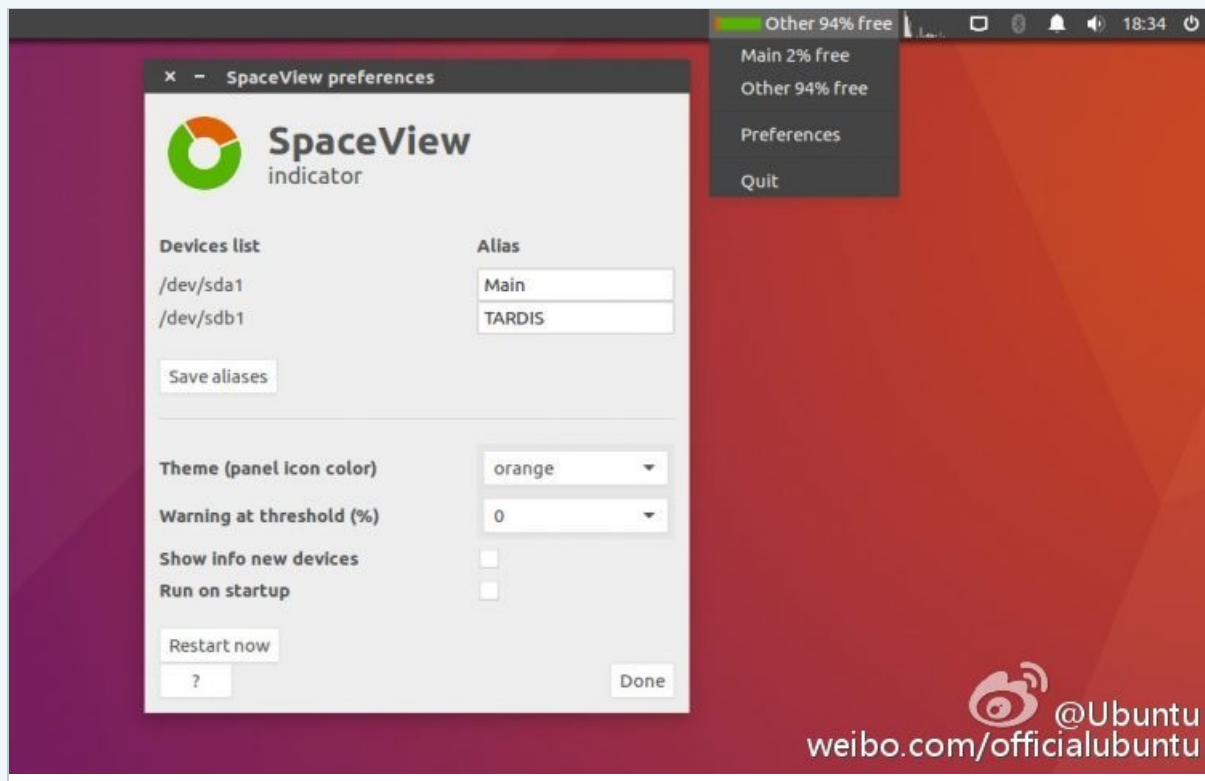 Other 94% free
18:34
Main 2% free
Other 94% free
Preferences
Quit
SpaceView preferences
SpaceView
indicator
Devices list Alias
/dev/sda1 Main
/dev/sdb1 TARDIS
Save aliases
Theme (panel icon color) orange
Warning at threshold (%) 0
Show info new devices
Run on startup
Restart now
? Done
@Ubuntu
weibo.com/officialubuntu